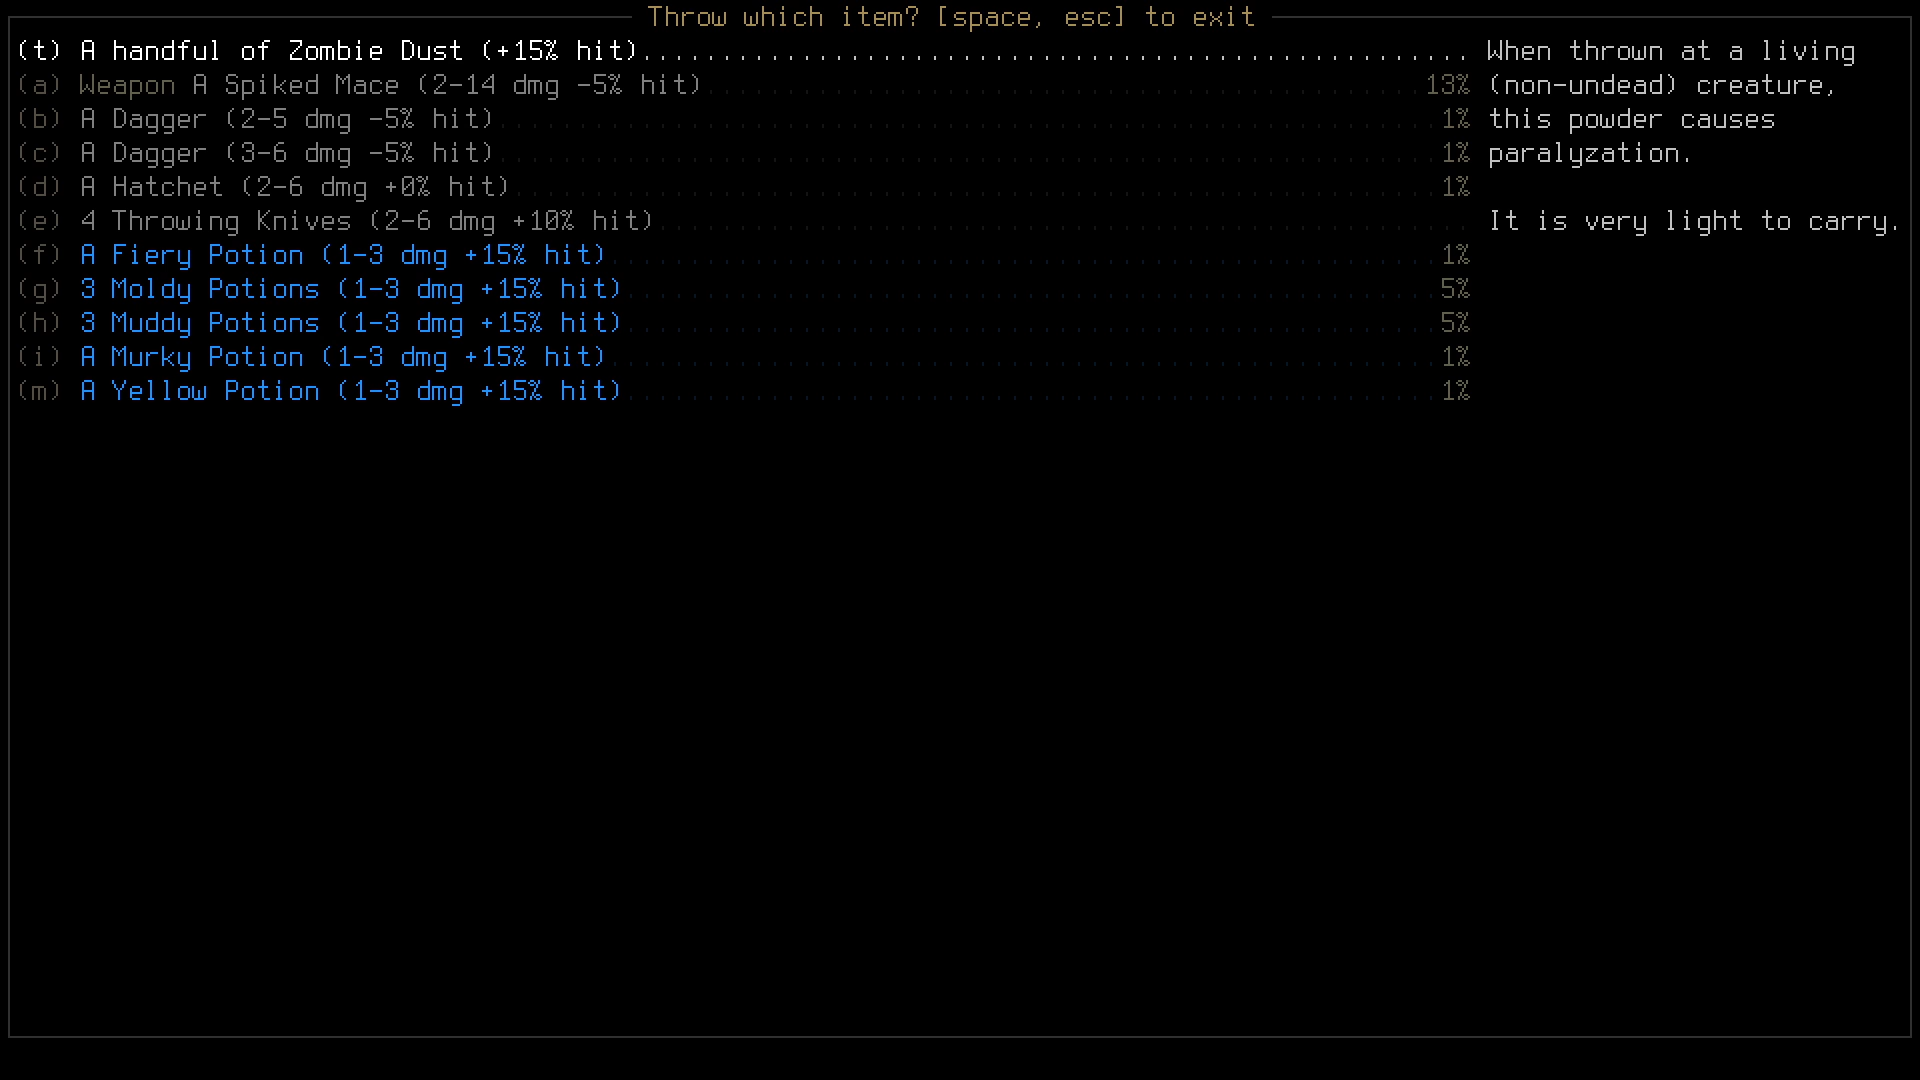 Throw which item? [space, esc] to exit
(t) A handful of Zombie Dust (+15% hit).................................................... When thrown at a living
(a) Weapon A Spiked Mace (2-14 dmg -5% hit) 13% (non-undead) creature,
(b) A Dagger (2-5 dmg -5% hit) 1% this powder causes
(c) A Dagger (3-6 dmg -5% hit) 1% paralyzation.
(d) A Hatchet (2-6 dmg +0% hit) 1%
(e) 4 Throwing Knives (2-6 dmg +10% hit) It is very light to carry.
(f) A Fiery Potion (1-3 dmg +15% hit) 1%
(g) 3 Moldy Potions (1-3 dmg +15% hit) 5%
(h) 3 Muddy Potions (1-3 dmg +15% hit) 5%
(i) A Murky Potion (1-3 dmg +15% hit) 1%
(m) A Yellow Potion (1-3 dmg +15% hit) 1%